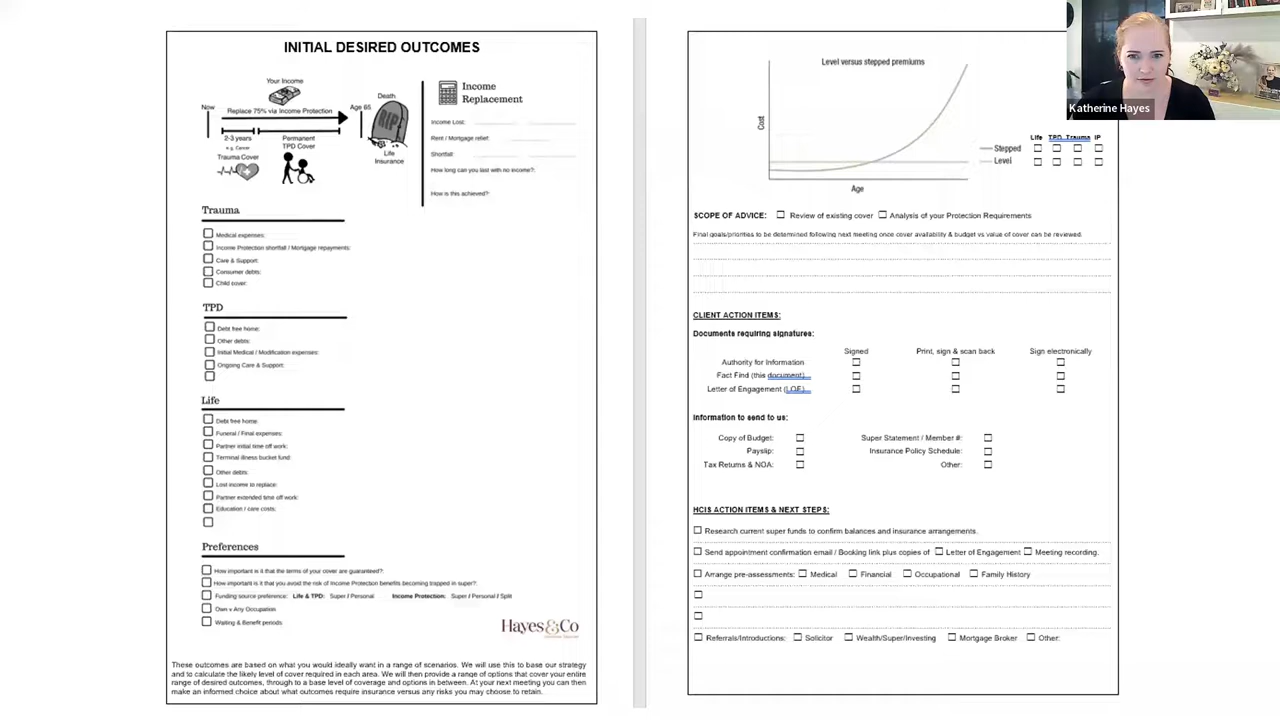 INITIAL DESIRED OUTCOMES
Your Income
Now
Replace 75% via Income Protection
Age 65
Death
RIP
2-3 years
e.g. Cancer
Permanent
TPD Cover
Trauma Cover
Life
Insurance
Income
Replacement
Income Lost:
Rent / Mortgage relief:
Shortfall:
How long can you last with no income?:
How is this achieved?:
Trauma
Medical expenses:
Income Protection shortfall / Mortgage repayments:
Care & Support:
Consumer debts:
Child cover:
TPD
Debt free home:
Other debts:
Initial Medical / Modification expenses:
Ongoing Care & Support:
Life
Debt free home:
Funeral / Final expenses:
Partner initial time off work:
Terminal illness bucket fund:
Other debts:
Lost income to replace:
Partner extended time off work:
Education / care costs:
Preferences
How important is it that the terms of your cover are guaranteed?:
How important is it that you avoid the risk of Income Protection benefits becoming trapped in super?:
Funding source preference: Life & TPD: Super / Personal Income Protection: Super / Personal / Split
Own v Any Occupation
Waiting & Benefit periods
Hayes&Co
These outcomes are based on what you would ideally want in a range of scenarios. We will use this to base our strategy
and to calculate the likely level of cover required in each area. We will then provide a range of options that cover your entire
range of desired outcomes, through to a base level of coverage and options in between. At your next meeting you can then
make an informed choice about what outcomes require insurance versus any risks you may choose to retain.
Level versus stepped premiums
Cost
Age
Life TPD Trauma IP
Stepped
Level
SCOPE OF ADVICE: Review of existing cover Analysis of your Protection Requirements
Final goals/priorities to be determined following next meeting once cover availability & budget vs value of cover can be reviewed.
CLIENT ACTION ITEMS:
Documents requiring signatures:
Signed Print, sign & scan back Sign electronically
Authority for Information
Fact Find (this document)
Letter of Engagement (LOE)
Information to send to us:
Copy of Budget: Super Statement / Member #:
Payslip: Insurance Policy Schedule:
Tax Returns & NOA: Other:
HCIS ACTION ITEMS & NEXT STEPS:
Research current super funds to confirm balances and insurance arrangements.
Send appointment confirmation email / Booking link plus copies of Letter of Engagement Meeting recording.
Arrange pre-assessments: Medical Financial Occupational Family History
Referrals/Introductions: Solicitor Wealth/Super/Investing Mortgage Broker Other:
Katherine Hayes